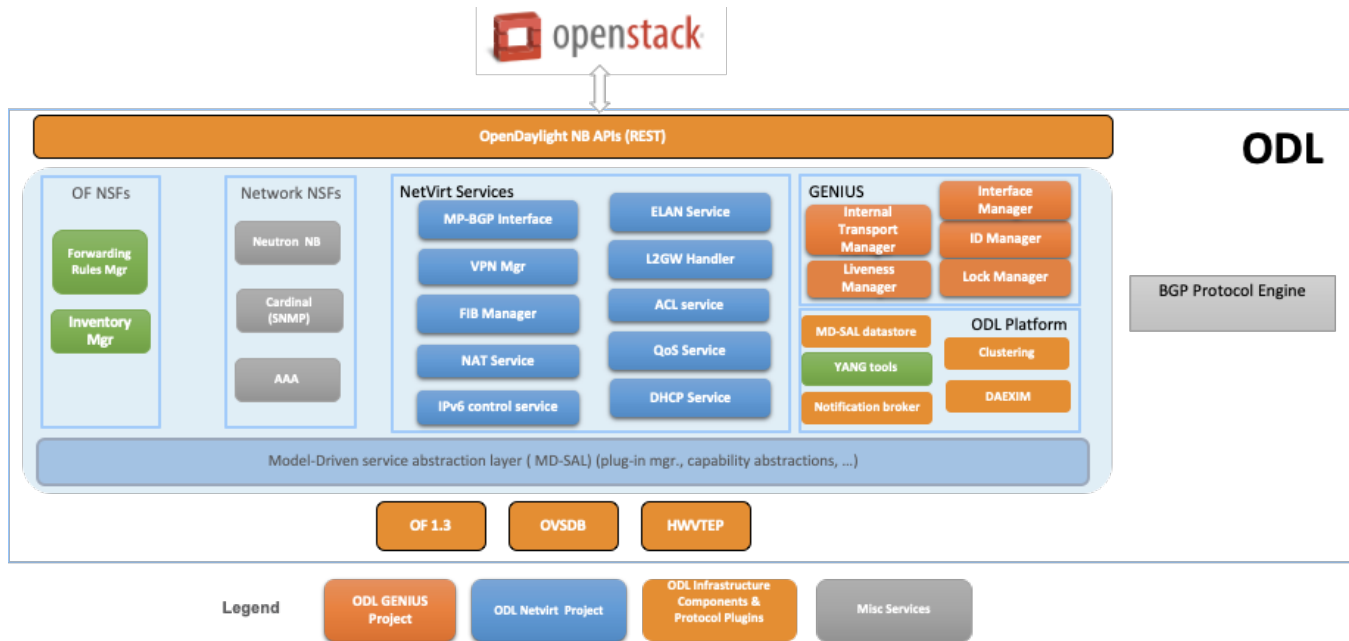 openstack
OpenDaylight NB APIs (REST)
ODL
OF NSFs
Forwarding
Rules Mgr
Inventory
Mgr
Network NSFs
Neutron NB
Cardinal
(SNMP)
AAA
NetVirt Services
MP-BGP Interface
VPN Mgr
FIB Manager
NAT Service
IPv6 control service
ELAN Service
L2GW Handler
ACL service
QoS Service
DHCP Service
GENIUS
Internal
Transport
Manager
Liveness
Manager
Interface
Manager
ID Manager
Lock Manager
ODL Platform
MD-SAL datastore
YANG tools
Notification broker
Clustering
DAEXIM
BGP Protocol Engine
Model-Driven service abstraction layer ( MD-SAL) (plug-in mgr., capability abstractions, ...)
OF 1.3
OVSDB
HWVTEP
Legend
ODL GENIUS
Project
ODL Netvirt Project
ODL Infrastructure
Components &
Protocol Plugins
Misc Services